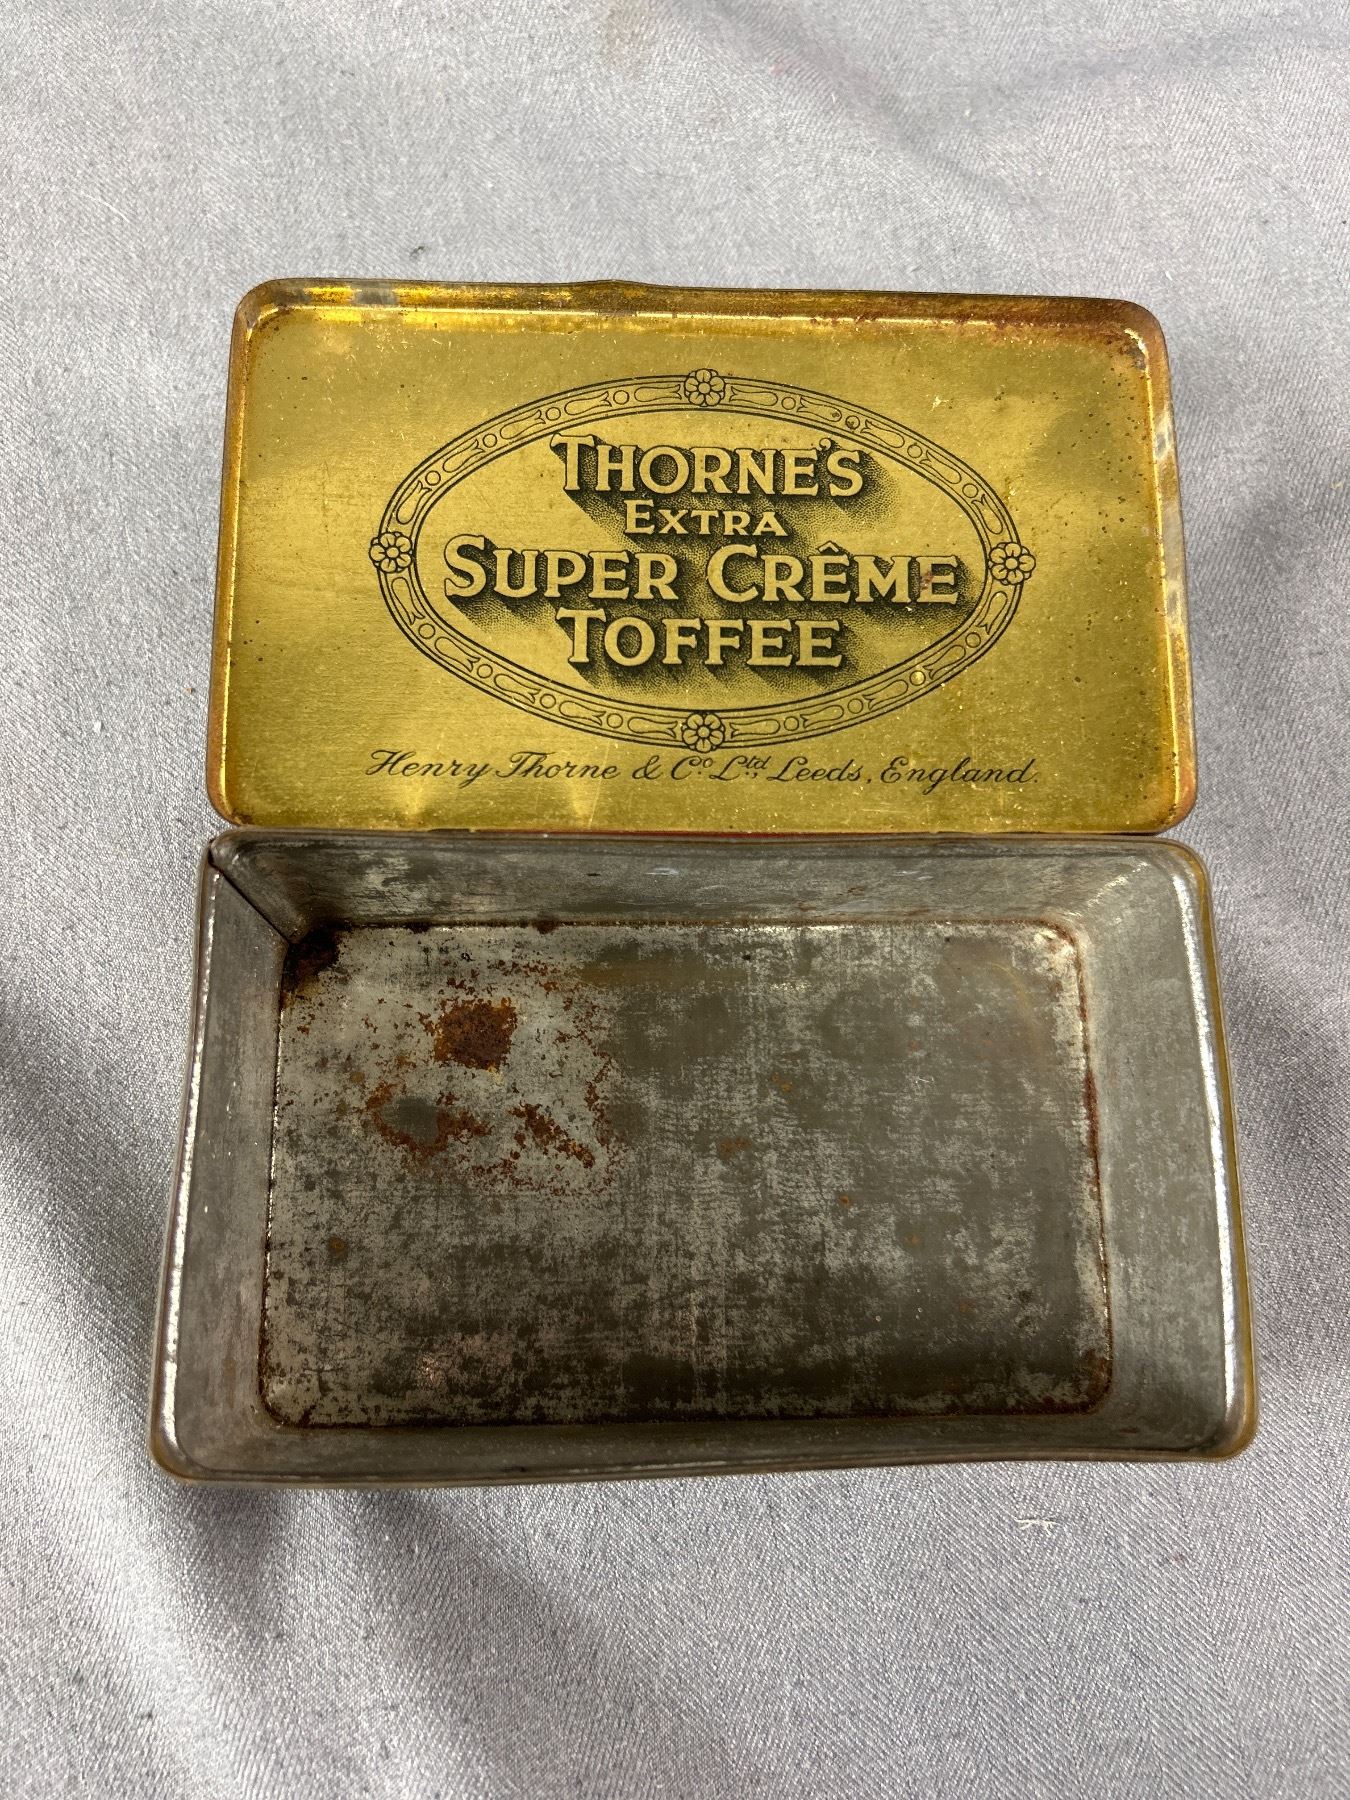 THORNE'S
EXTRA
SUPER CRÊME
TOFFEE
Henry Thorne & Co. Ltd. Leeds, England.